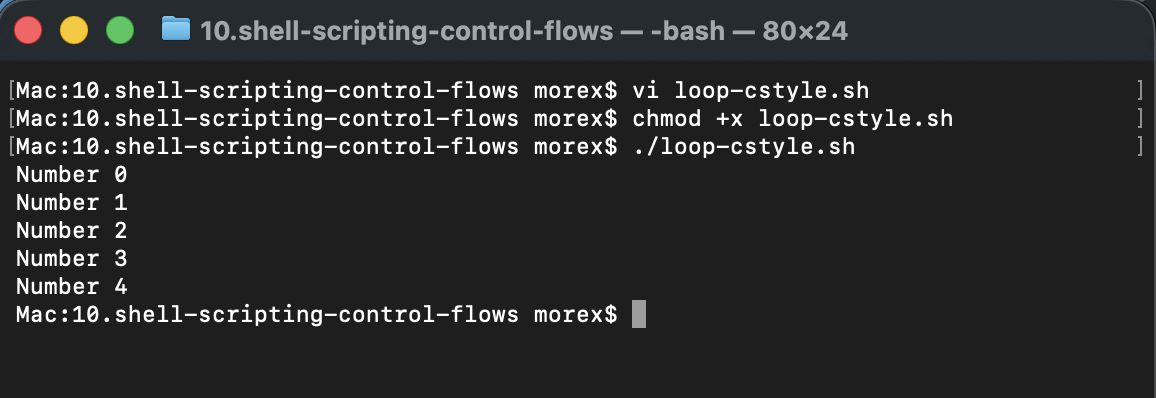 10.shell-scripting-control-flows — -bash — 80×24
[Mac:10.shell-scripting-control-flows morex$ vi loop-cstyle.sh ]
[Mac:10.shell-scripting-control-flows morex$ chmod +x loop-cstyle.sh ]
[Mac:10.shell-scripting-control-flows morex$ ./loop-cstyle.sh ]
Number 0
Number 1
Number 2
Number 3
Number 4
Mac:10.shell-scripting-control-flows morex$